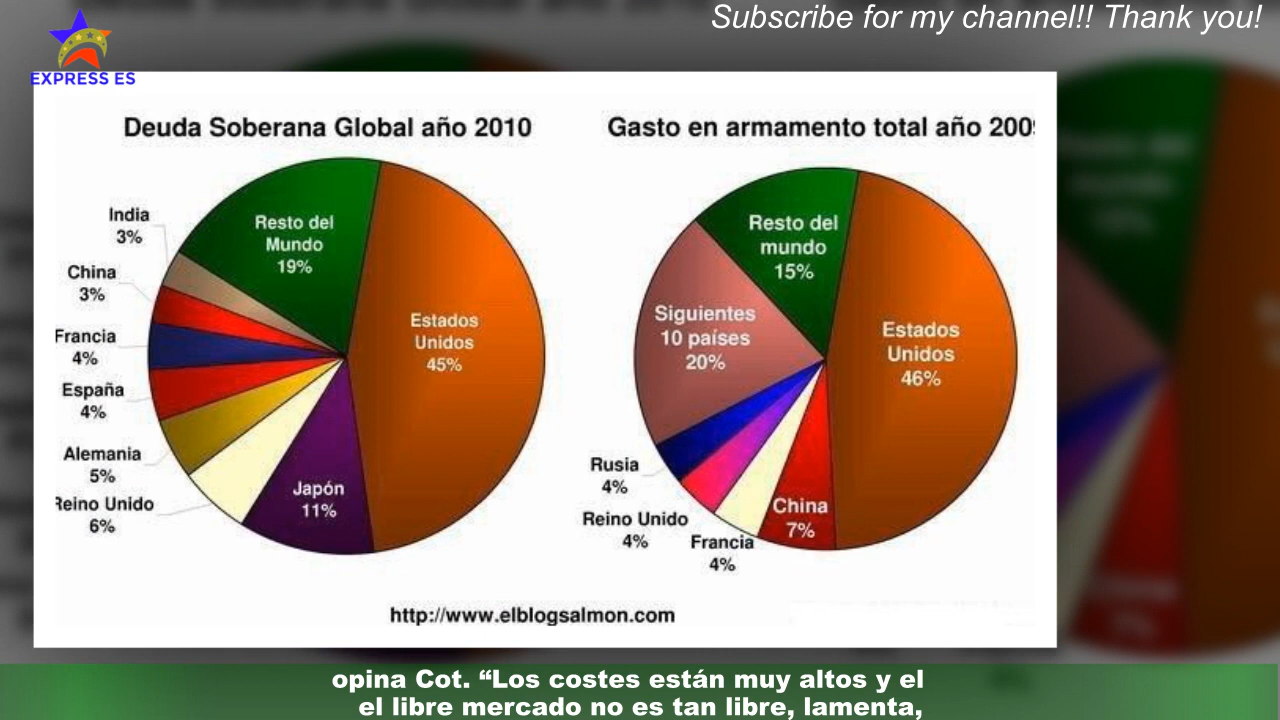 Subscribe for my channel!! Thank you!
EXPRESS ES
Deuda Soberana Global año 2010
Resto del
Mundo
19%
Estados
Unidos
45%
Japón
11%
Reino Unido
6%
Alemania
5%
España
4%
Francia
4%
China
3%
India
3%
Gasto en armamento total año 2009
Resto del
mundo
15%
Estados
Unidos
46%
China
7%
Francia
4%
Reino Unido
4%
Rusia
4%
Siguientes
10 países
20%
http://www.elblogsalmon.com
opina Cot. “Los costes están muy altos y el
el libre mercado no es tan libre, lamenta,